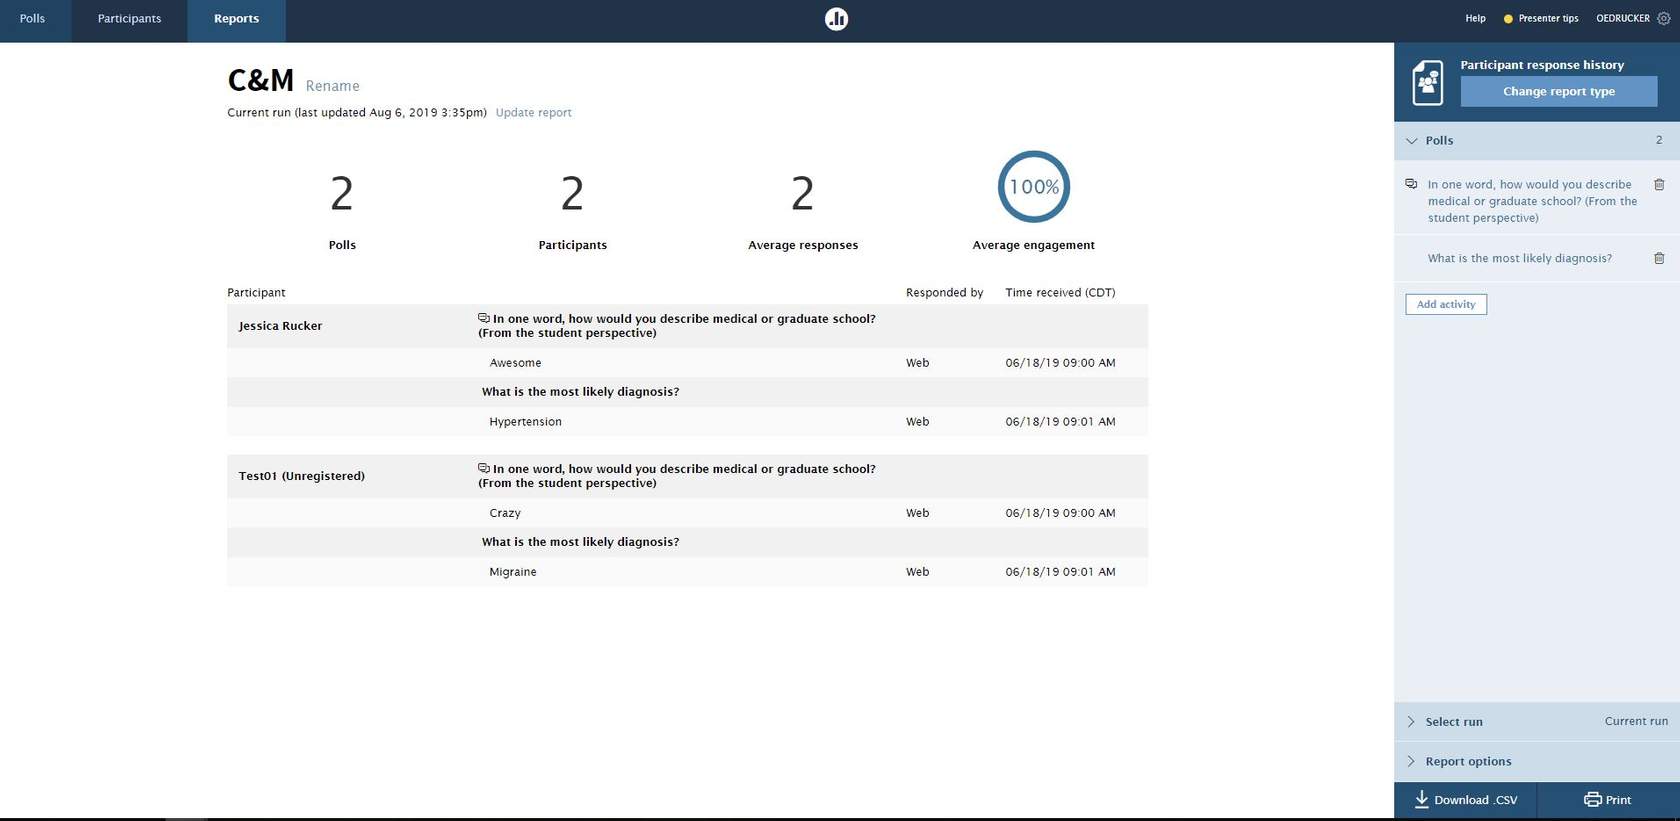 Polls
Participants
Reports
Help
Presenter tips
OEDRUCKER
C&M Rename
Current run (last updated Aug 6, 2019 3:35pm) Update report
2
2
2
100%
Polls
Participants
Average responses
Average engagement
Participant
Responded by
Time received (CDT)
Jessica Rucker
In one word, how would you describe medical or graduate school?
(From the student perspective)
Awesome
Web
06/18/19 09:00 AM
What is the most likely diagnosis?
Hypertension
Web
06/18/19 09:01 AM
Test01 (Unregistered)
In one word, how would you describe medical or graduate school?
(From the student perspective)
Crazy
Web
06/18/19 09:00 AM
What is the most likely diagnosis?
Migraine
Web
06/18/19 09:01 AM
Participant response history
Change report type
Polls
2
In one word, how would you describe
medical or graduate school? (From the
student perspective)
What is the most likely diagnosis?
Add activity
Select run
Current run
Report options
Download .CSV
Print